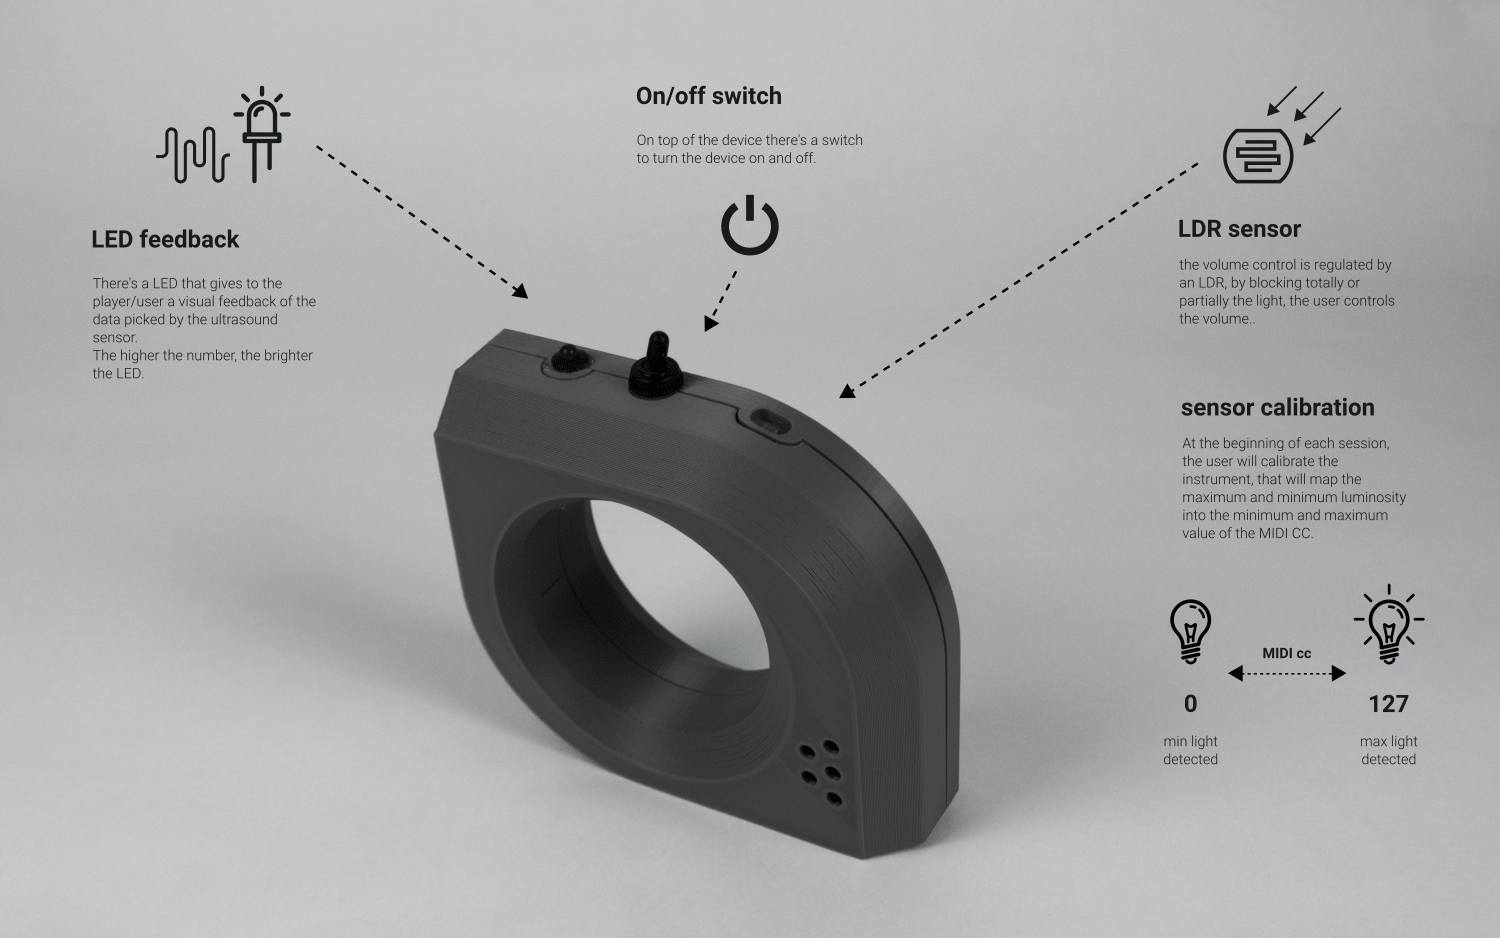 On/off switch
On top of the device there's a switch
to turn the device on and off.
LED feedback
There's a LED that gives to the
player/user a visual feedback of the
data picked by the ultrasound
sensor.
The higher the number, the brighter
the LED.
LDR sensor
the volume control is regulated by
an LDR, by blocking totally or
partially the light, the user controls
the volume..
sensor calibration
At the beginning of each session,
the user will calibrate the
instrument, that will map the
maximum and minimum luminosity
into the minimum and maximum
value of the MIDI CC.
MIDI cc
0
127
min light
detected
max light
detected